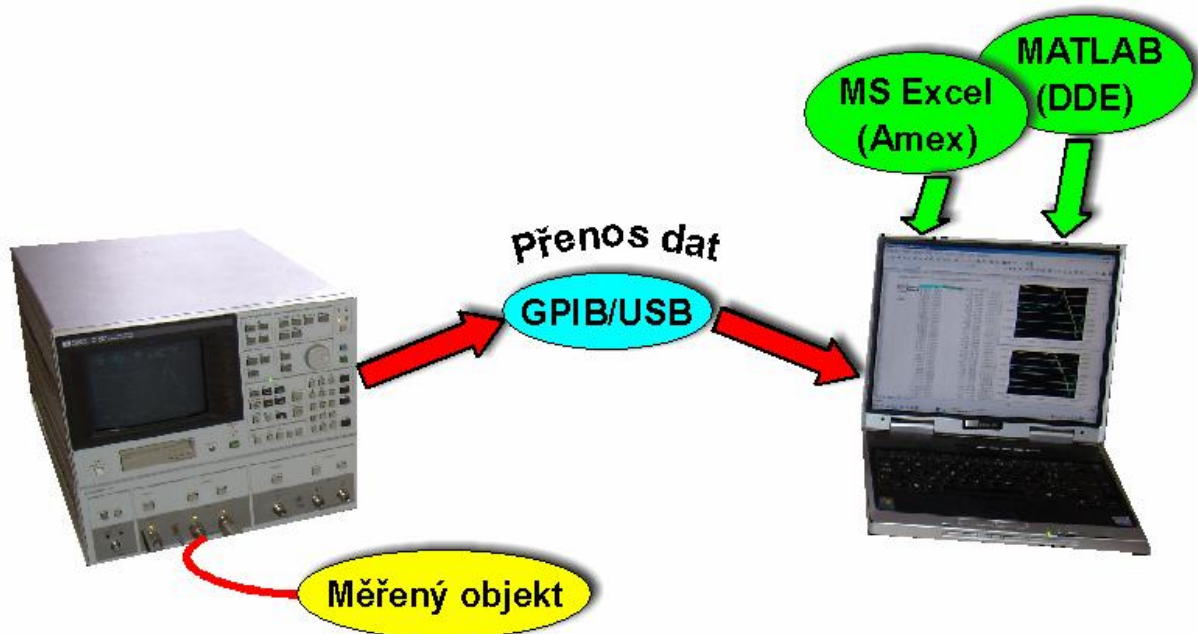 MATLAB
(DDE)
MS Excel
(Amex)
Přenos dat
GPIB/USB
Měřený objekt